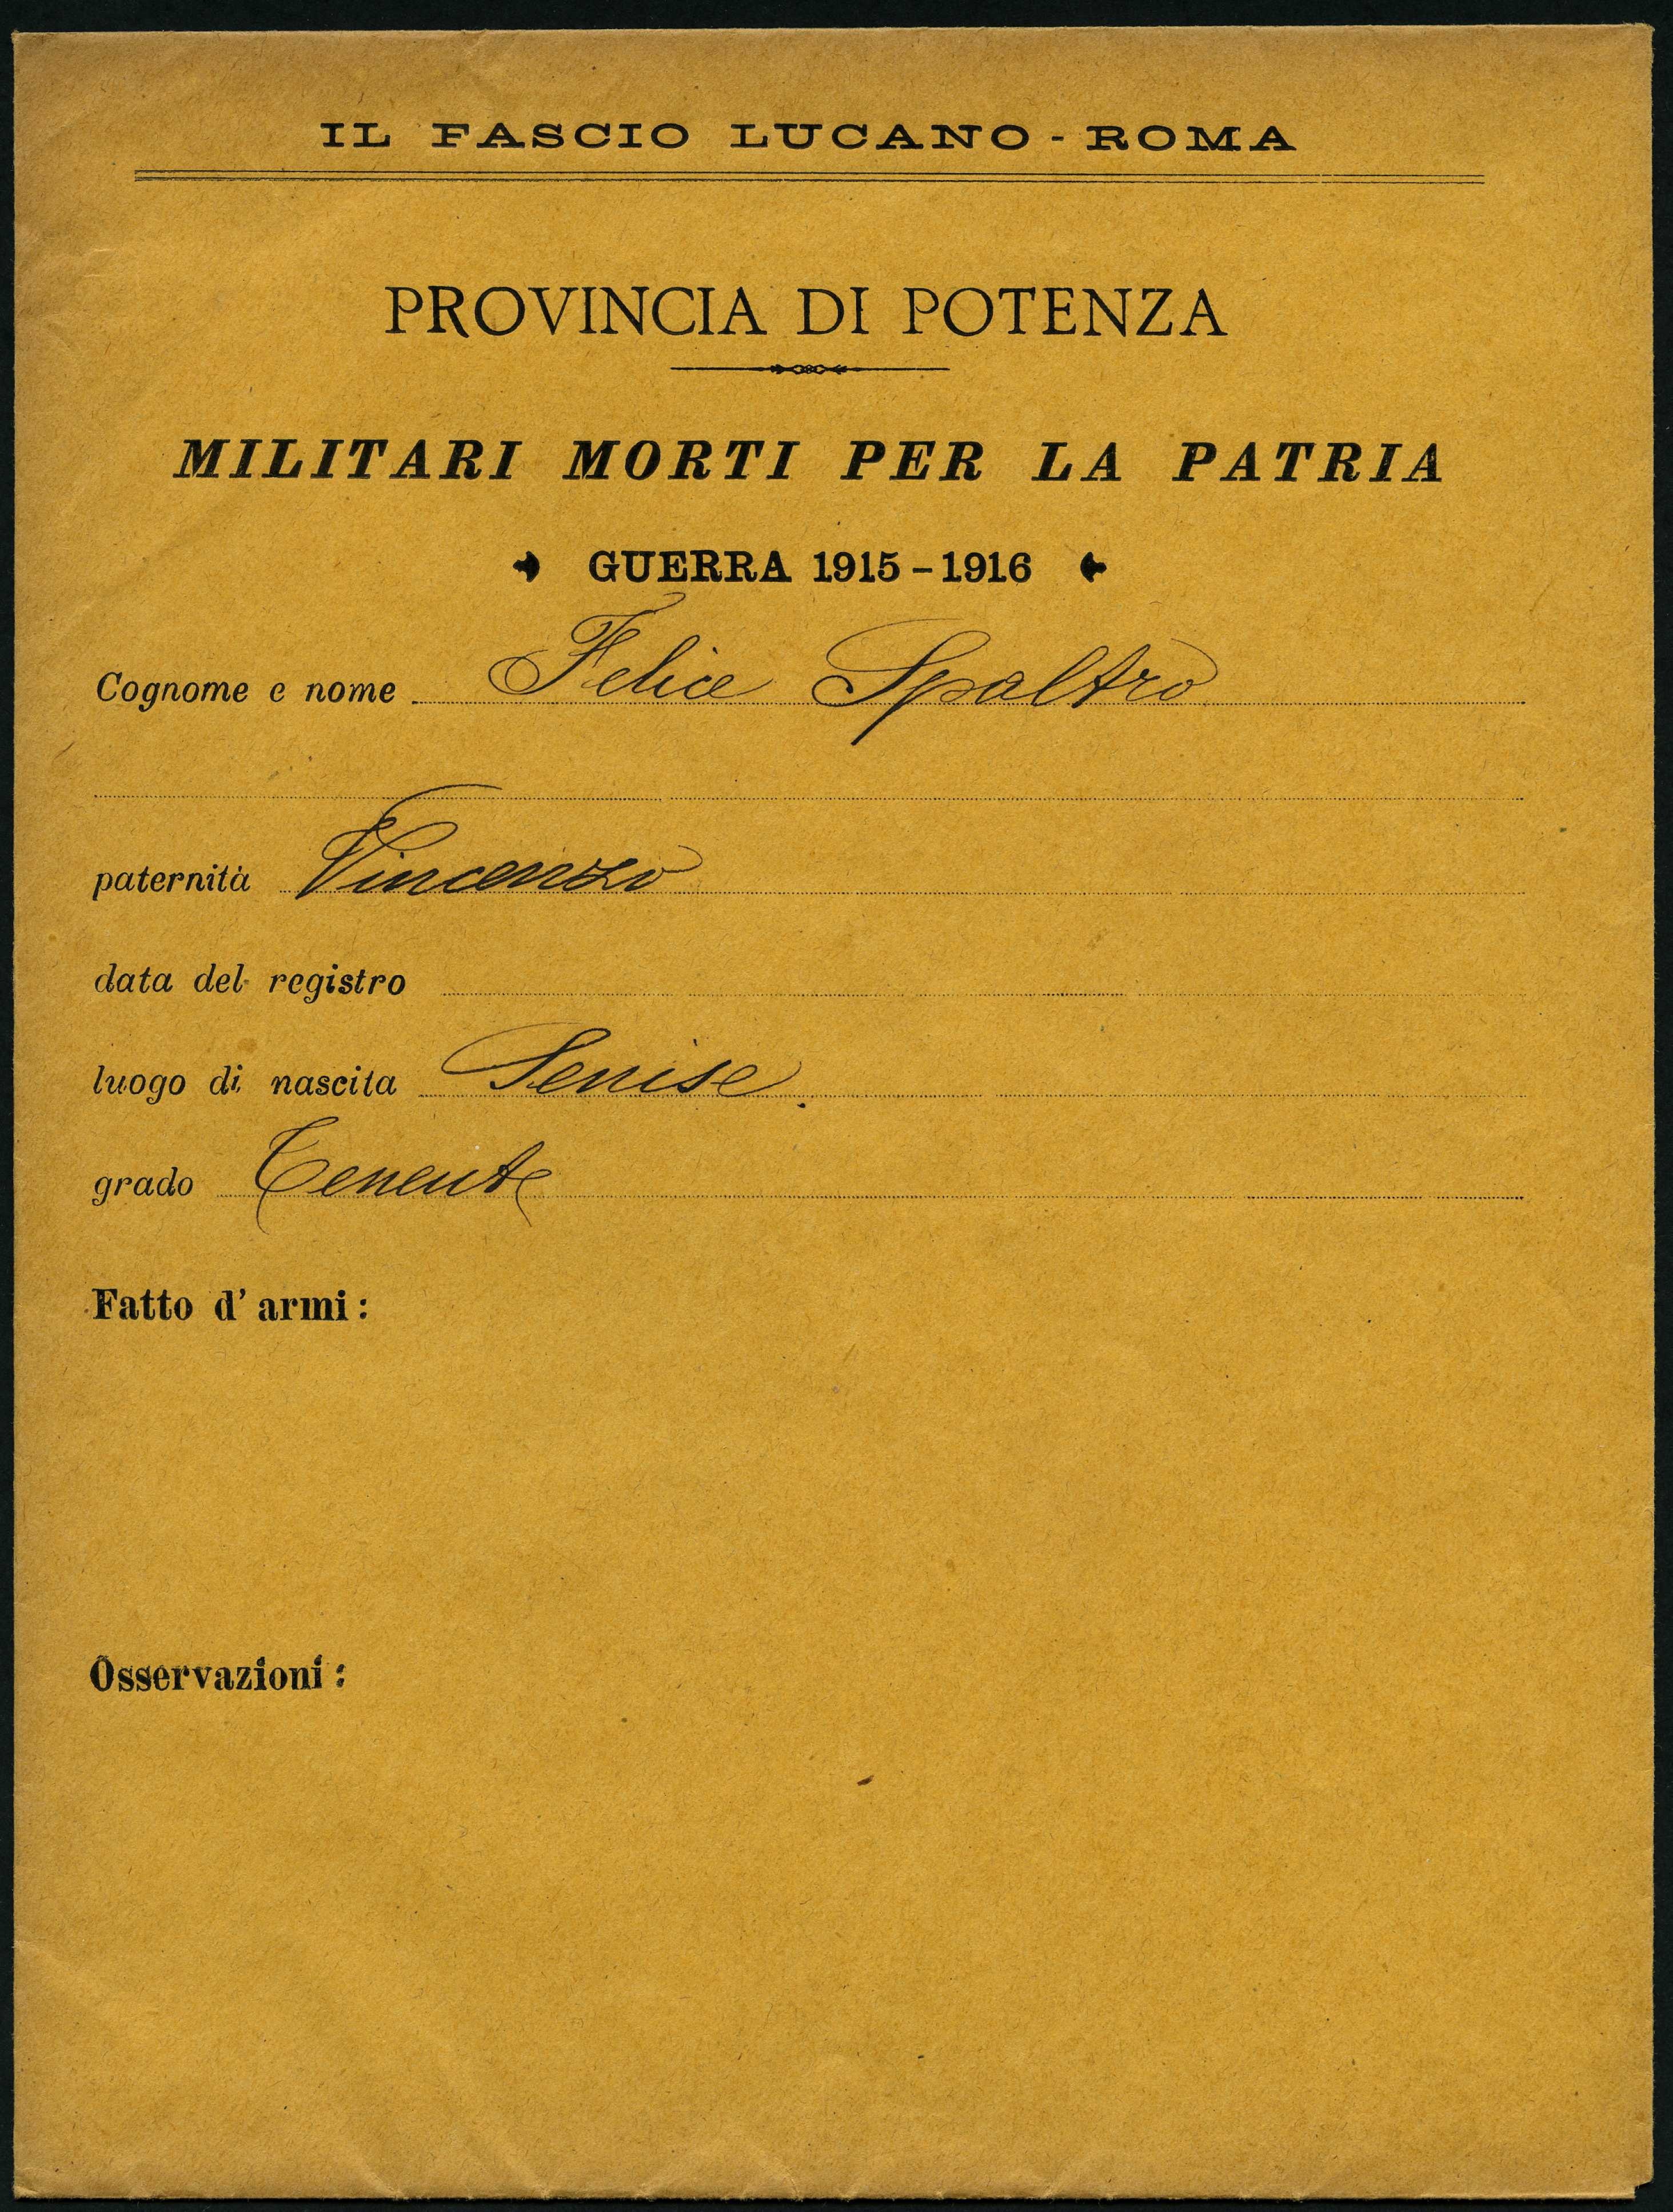 IL FASCIO LUCANO - ROMA
PROVINCIA DI POTENZA
MILITARI MORTI PER LA PATRIA
GUERRA 1915-1916
Cognome e nome Felice Spaltro
paternità Vincenzo
data del registro
luogo di nascita Senise.
grado Tenente
Fatto d'armi:
Osservazioni: